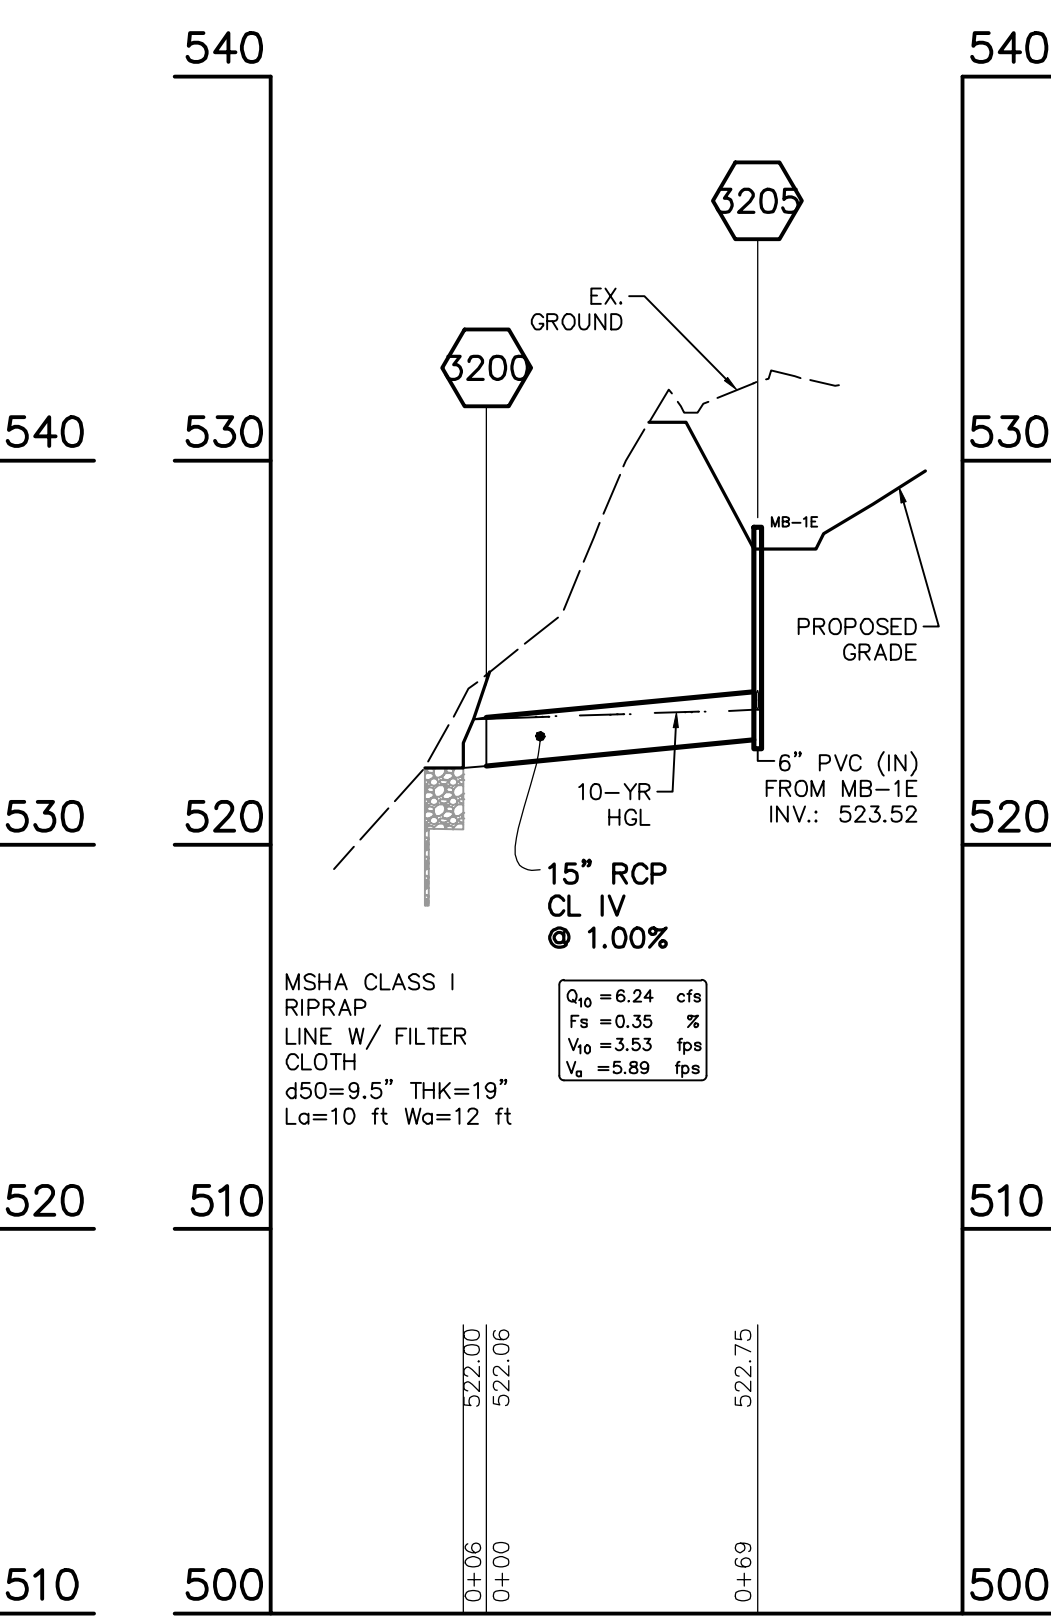 540
540
3205
EX.
GROUND
3200
540
530
530
MB-1E
PROPOSED
GRADE
6" PVC (IN)
FROM MB-1E
INV.: 523.52
10-YR
HGL
530
520
520
15" RCP
CL IV
@ 1.00%
MSHA CLASS I
RIPRAP
LINE W/ FILTER
CLOTH
d50=9.5" THK=19"
La=10 ft Wa=12 ft
Q10 =6.24 cfs
Fs =0.35 %
V10 =3.53 fps
Va =5.89 fps
520
510
510
522.00
522.06
522.75
0+06
0+00
0+69
510
500
500